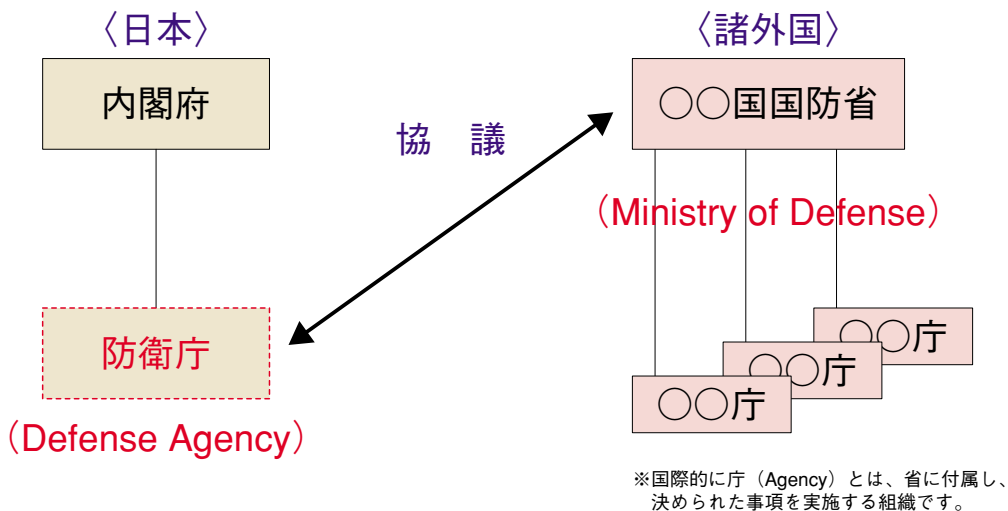 〈日本〉
〈諸外国〉
内閣府
○○国国防省
協　議
（Ministry of Defense）
防衛庁
（Defense Agency）
○○庁
○○庁
○○庁
※国際的に庁（Agency）とは、省に付属し、
決められた事項を実施する組織です。